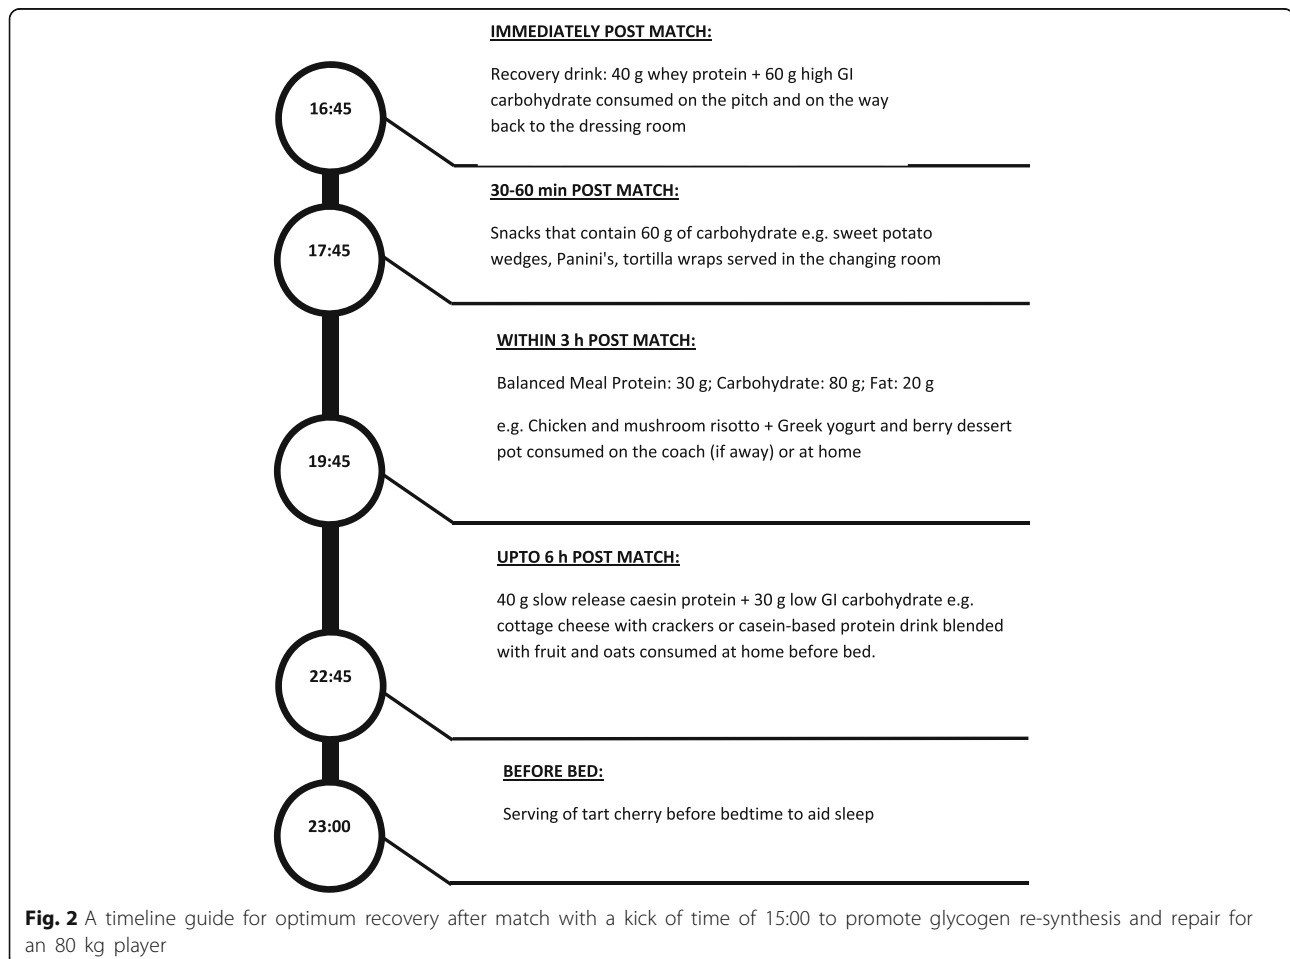 IMMEDIATELY POST MATCH:
Recovery drink: 40 g whey protein + 60 g high GI
carbohydrate consumed on the pitch and on the way
back to the dressing room
16:45
30-60 min POST MATCH:
Snacks that contain 60 g of carbohydrate e.g. sweet potato
wedges, Panini's, tortilla wraps served in the changing room
17:45
WITHIN 3 h POST MATCH:
Balanced Meal Protein: 30 g; Carbohydrate: 80 g; Fat: 20 g
e.g. Chicken and mushroom risotto + Greek yogurt and berry dessert
pot consumed on the coach (if away) or at home
19:45
UPTO 6 h POST MATCH:
40 g slow release caesin protein + 30 g low GI carbohydrate e.g.
cottage cheese with crackers or casein-based protein drink blended
with fruit and oats consumed at home before bed.
22:45
BEFORE BED:
Serving of tart cherry before bedtime to aid sleep
23:00
Fig. 2 A timeline guide for optimum recovery after match with a kick of time of 15:00 to promote glycogen re-synthesis and repair for
an 80 kg player